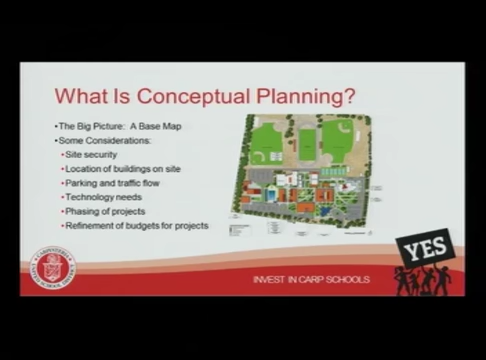 What Is Conceptual Planning?
•The Big Picture: A Base Map
•Some Considerations:
•Site security
•Location of buildings on site
•Parking and traffic flow
•Technology needs
•Phasing of projects
•Refinement of budgets for projects
INVEST IN CARP SCHOOLS
YES